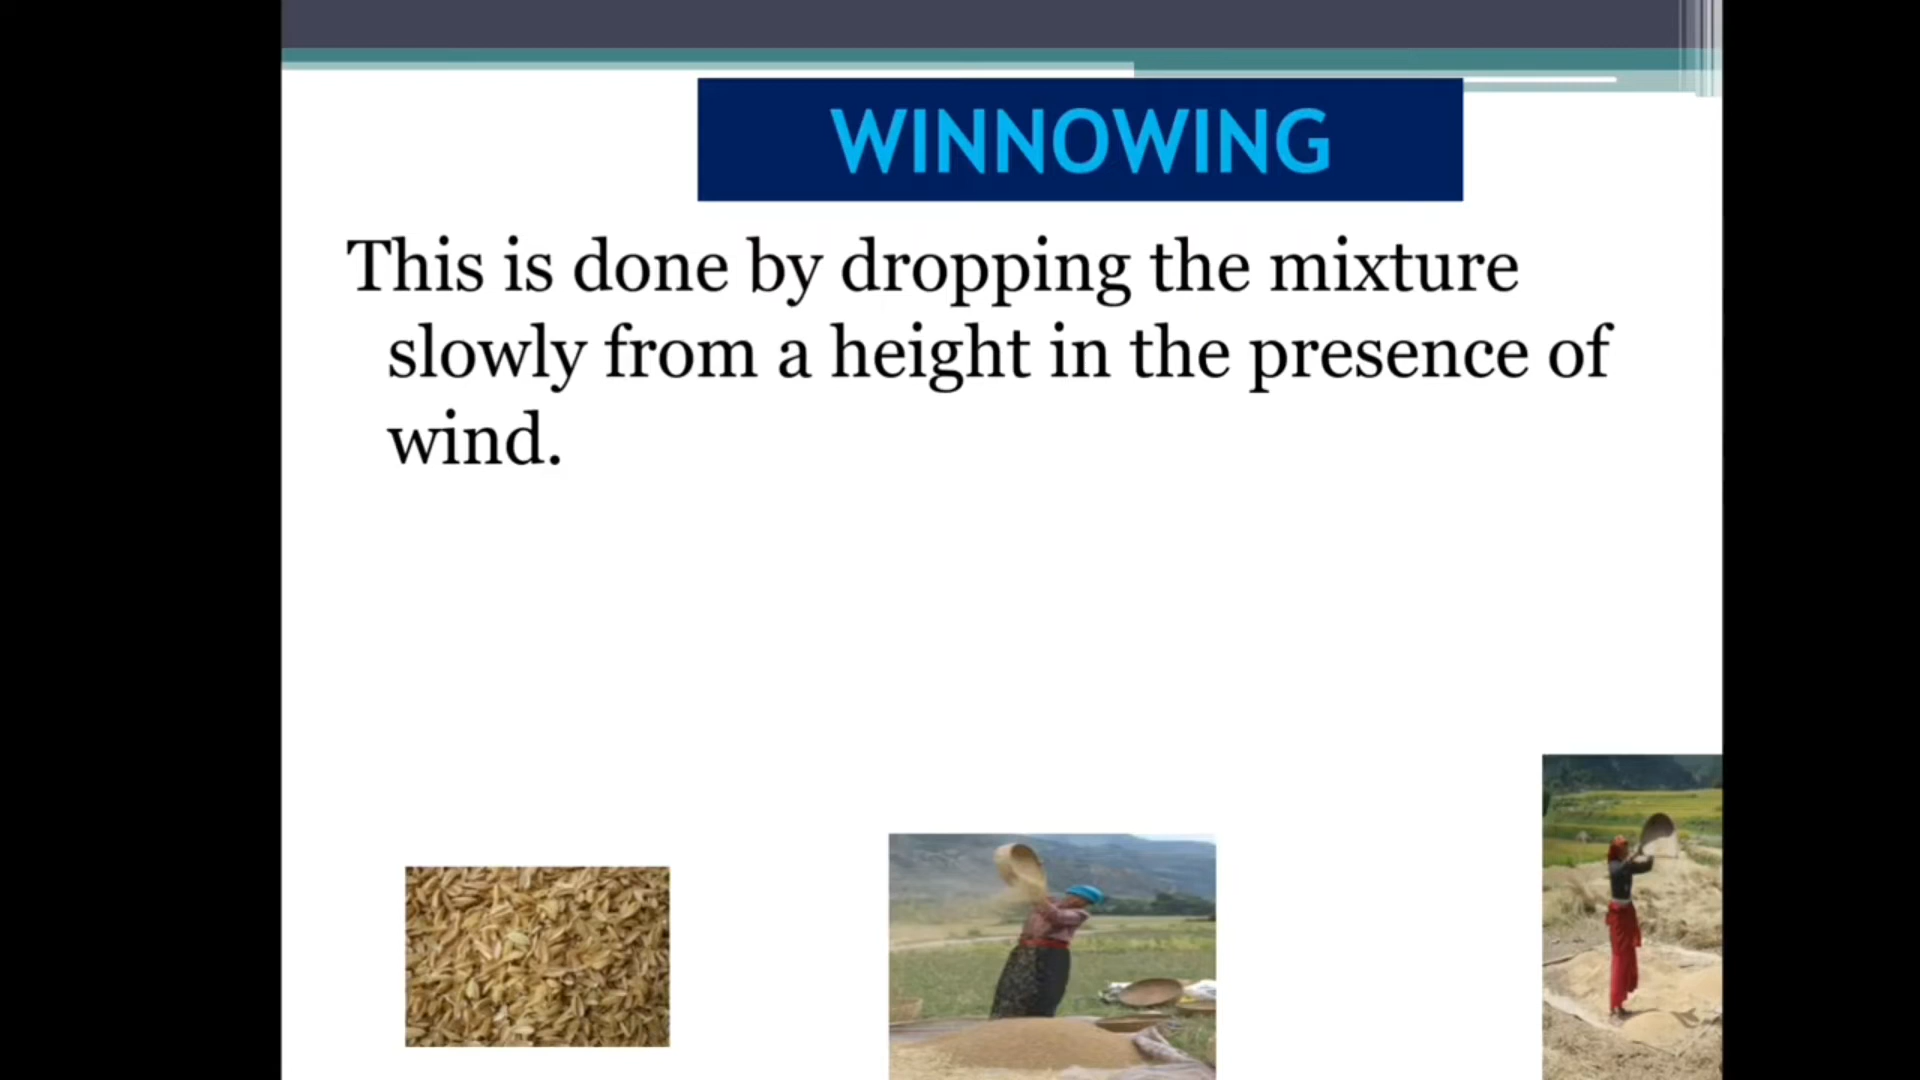 WINNOWING
This is done by dropping the mixture
slowly from a height in the presence of
wind.